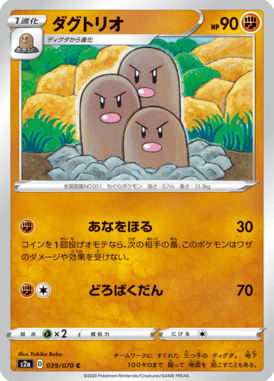 1進化 ダグトリオ HP90
ディグダから進化
全国図鑑NO.051 もぐらポケモン 高さ:0.7m 重さ:33.3kg
あなをほる 30
コインを1回投げオモテなら、次の相手の番、このポケモンはワザ
のダメージや効果を受けない。
どろばくだん 70
弱点 ×2 抵抗力 にげる
Illus. Yukiko Baba
S2a D 039/070 C
チームワークに すぐれた 三つ子の ディグダ。 地下
100キロまで 掘って
©2020 Pokémon/Nintendo/Creatures/GAME FREAK.